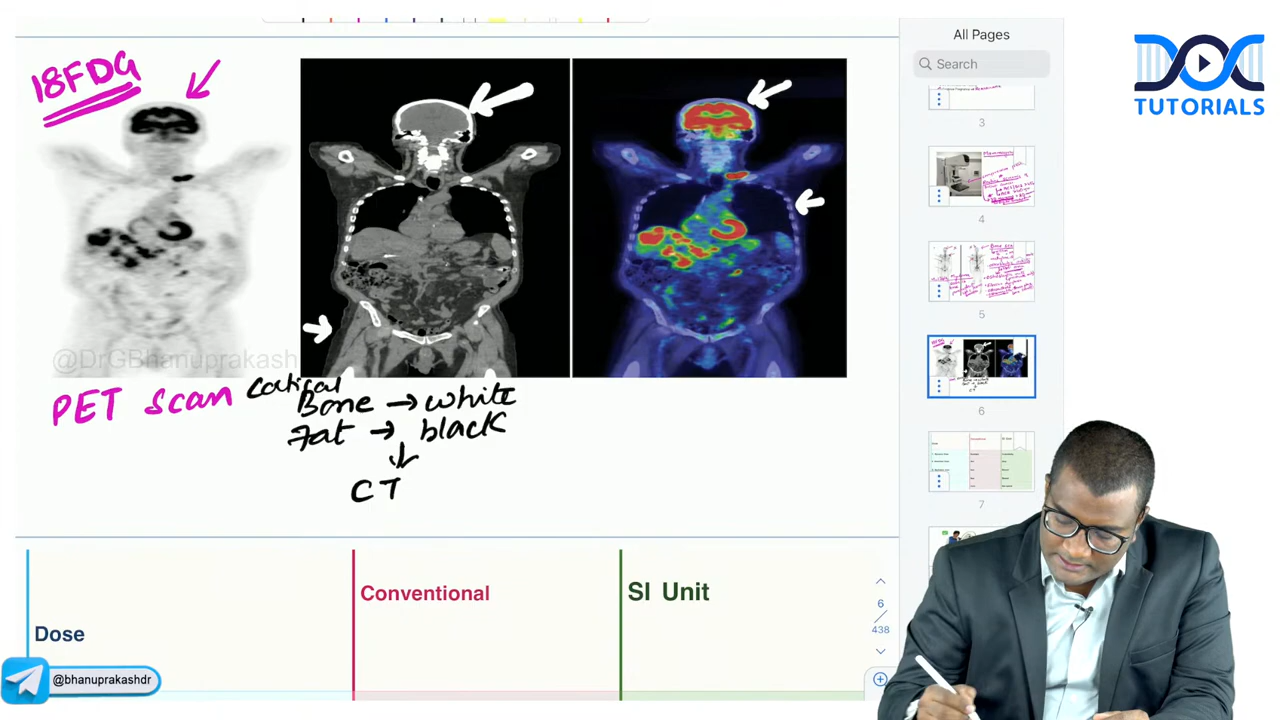 All Pages
Search
3
4
5
6
7
18FDG
@DrGBhanuprakash
PET scan
Cortical
Bone → white
Fat → black
↓
CT
Conventional
SI Unit
Dose
6
438
@bhanuprakashdr
TUTORIALS